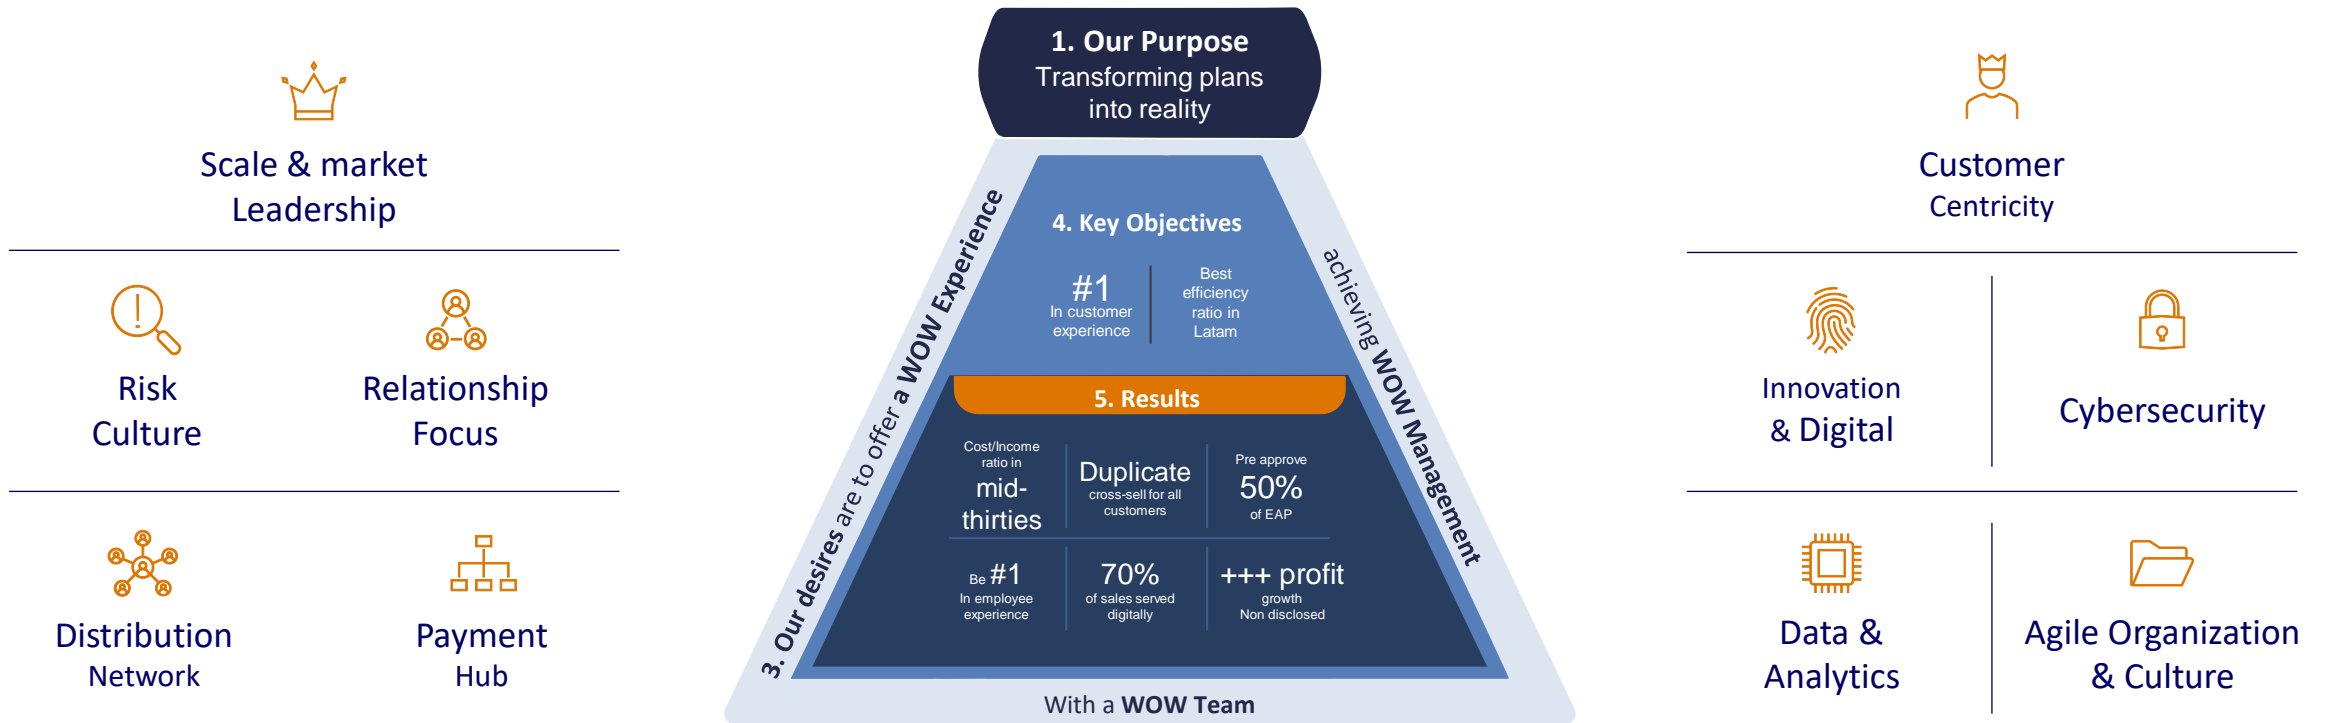 Scale & market
Leadership
Risk
Culture
Relationship
Focus
Distribution
Network
Payment
Hub
1. Our Purpose
Transforming plans
into reality
3. Our desires are to offer a WOW Experience
achieving WOW Management
4. Key Objectives
#1
In customer
experience
Best
efficiency
ratio in
Latam
5. Results
Cost/Income
ratio in
mid-
thirties
Duplicate
cross-sell for all
customers
Pre approve
50%
of EAP
Be #1
In employee
experience
70%
of sales served
digitally
+++ profit
growth
Non disclosed
With a WOW Team
Customer
Centricity
Innovation
& Digital
Cybersecurity
Data &
Analytics
Agile Organization
& Culture